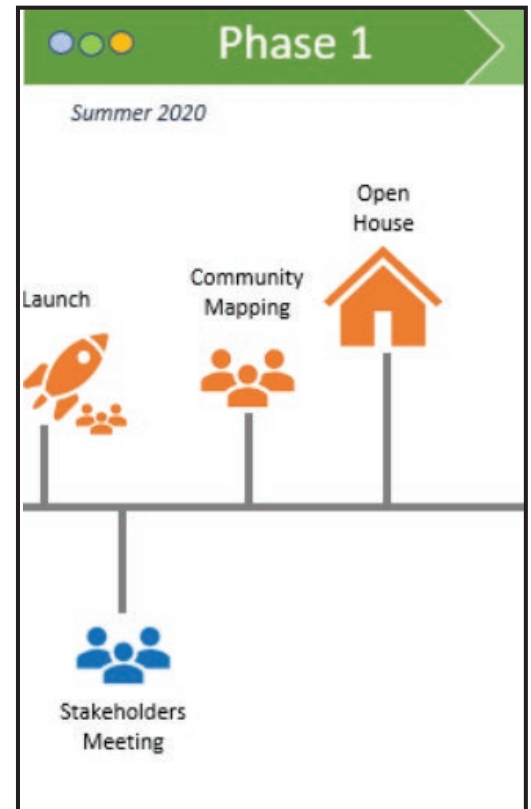 Phase 1
Summer 2020
Open
House
Community
Mapping
Launch
Stakeholders
Meeting